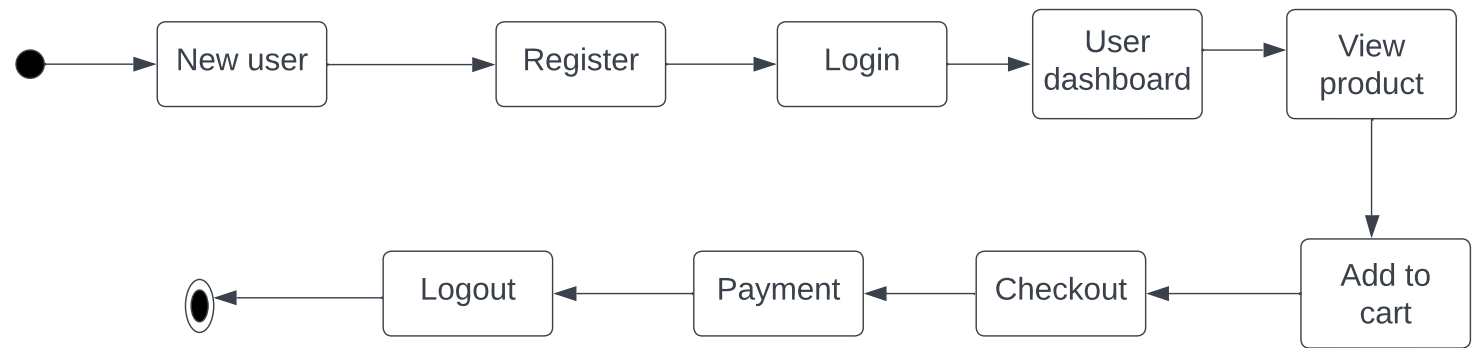 New user
Register
Login
User
dashboard
View
product
Add to
cart
Checkout
Payment
Logout